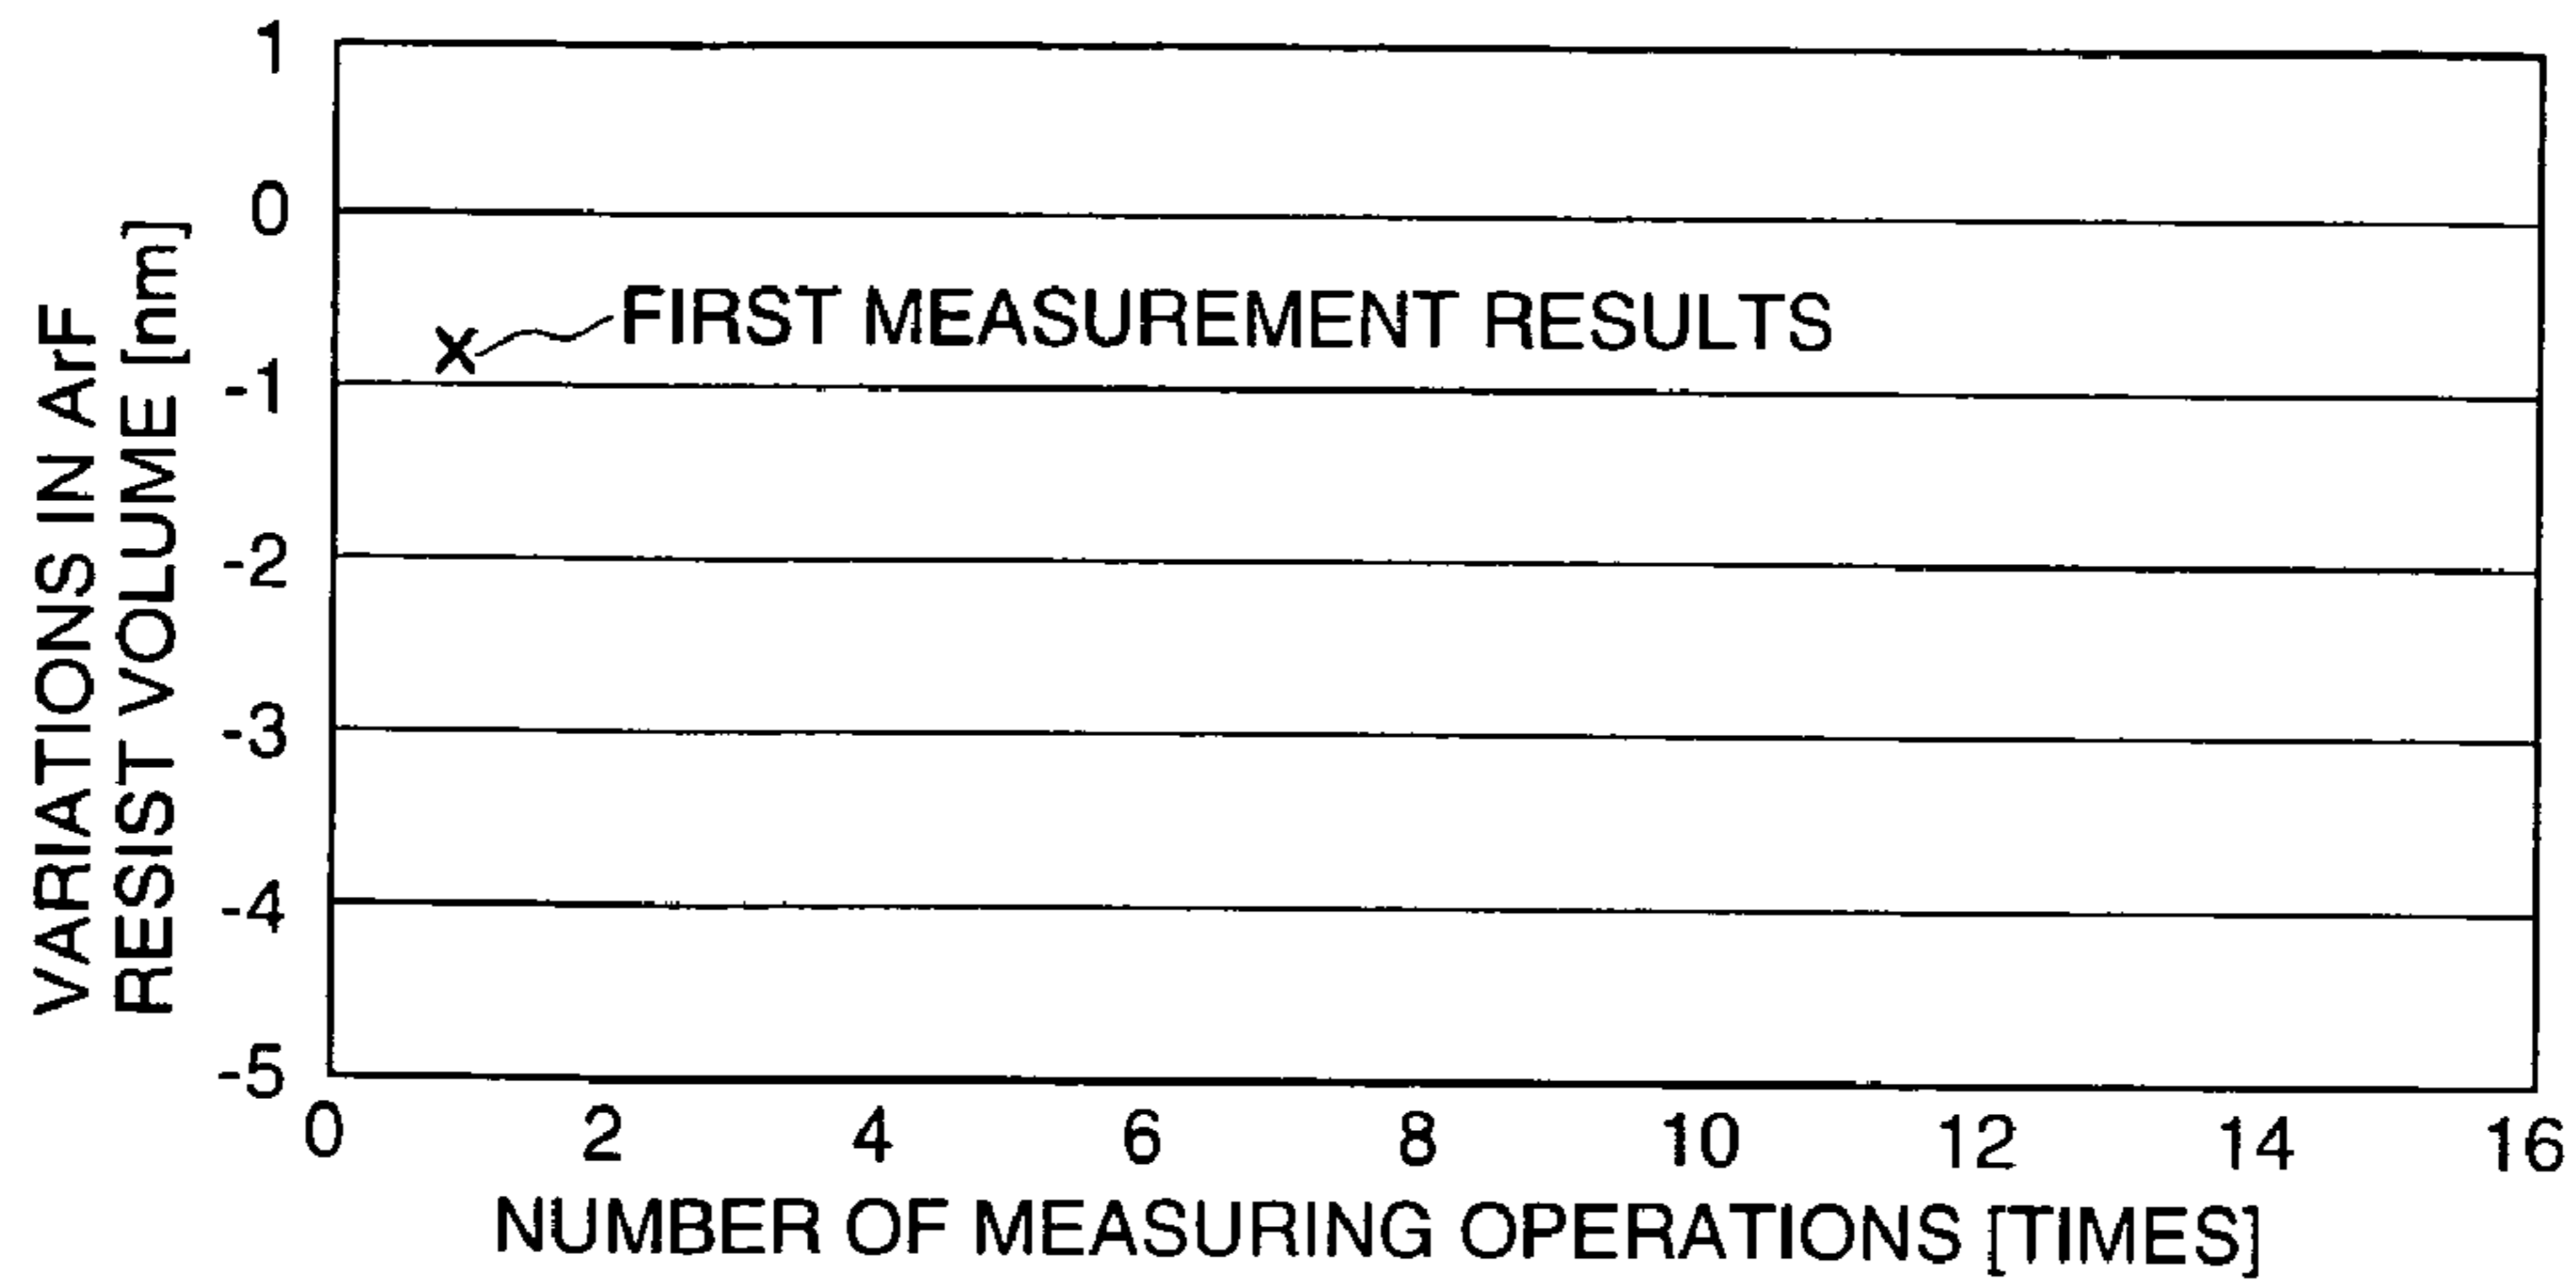 VARIATIONS IN ArF
RESIST VOLUME [nm]
1
0
-1
-2
-3
-4
-5
X
FIRST MEASUREMENT RESULTS
0 2 4 6 8 10 12 14 16
NUMBER OF MEASURING OPERATIONS [TIMES]